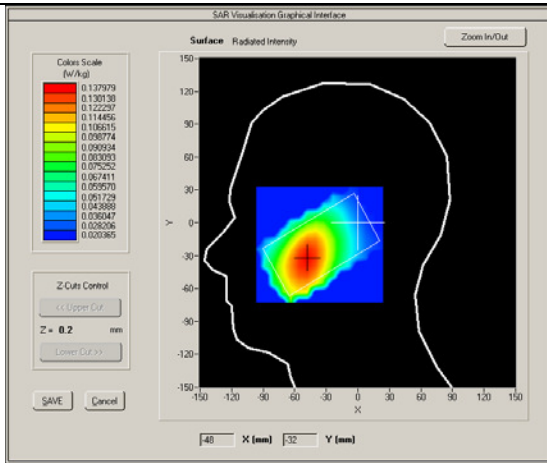 SAR Visualisation Graphical Interface
Surface Radiated Intensity
Zoom In/Out
Colors Scale
(W/kg)
0.137979
0.130138
0.122297
0.114456
0.106615
0.098774
0.090934
0.083093
0.075252
0.067411
0.059570
0.051729
0.043888
0.036047
0.028206
0.020365
150
120
90
60
30
0
-30
-60
-90
-120
-150
Y
-150 -120 -90 -60 -30 0 30 60 90 120 150
X
Z-Cuts Control
<< Upper Cut
Z = 0.2 mm
Lower Cut >>
SAVE Cancel
-48 X (mm) -32 Y (mm)